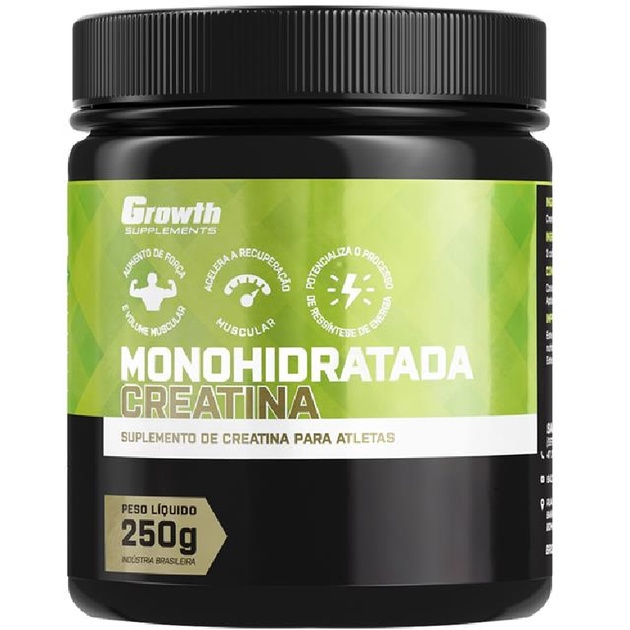 Growth
SUPPLEMENTS
AUMENTO DE FORÇA
E VOLUME MUSCULAR
ACELERA A RECUPERAÇÃO
MUSCULAR
POTENCIALIZA O PROCESSO
DE RESSÍNTESE DE ENERGIA
MONOHIDRATADA
CREATINA
SUPLEMENTO DE CREATINA PARA ATLETAS
PESO LÍQUIDO
250g
INDÚSTRIA BRASILEIRA